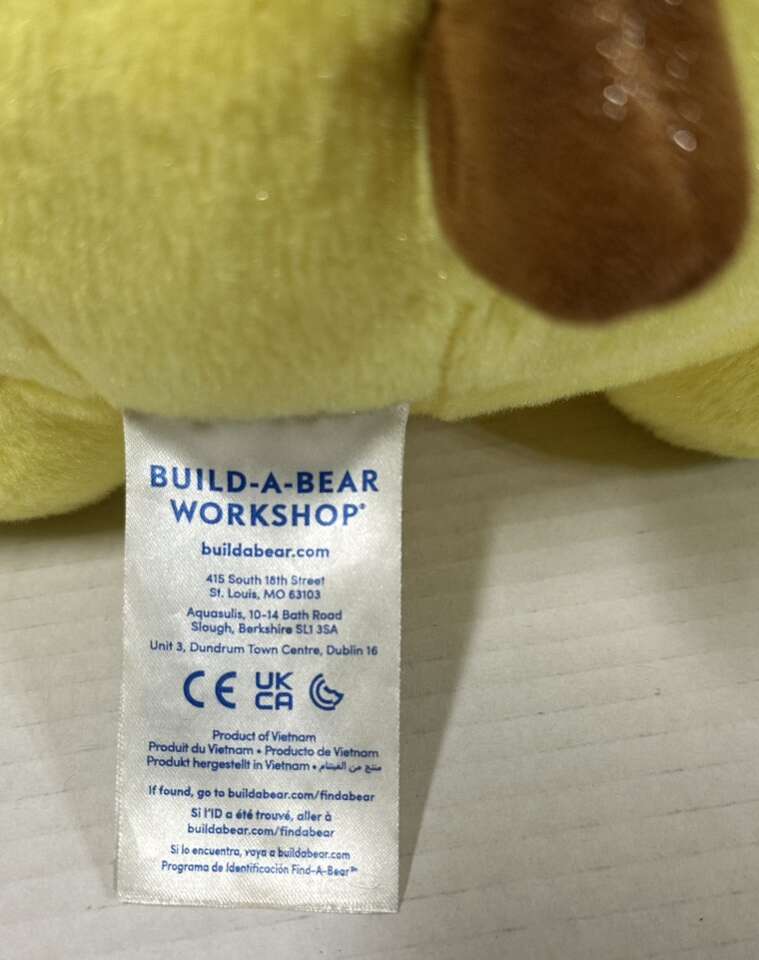 BUILD-A-BEAR
WORKSHOP®
buildabear.com
415 South 18th Street
St. Louis, MO 63103
Aquasulis, 10-14 Bath Road
Slough, Berkshire SL1 3SA
Unit 3, Dundrum Town Centre, Dublin 16
CE UK CA
Product of Vietnam
Produit du Vietnam • Producto de Vietnam
Produkt hergestellt in Vietnam • منتج من الفيتنام
If found, go to buildabear.com/findabear
Si l'ID a été trouvé, aller à
buildabear.com/findabear
Si lo encuentra, vaya a buildabear.com
Programa de Identificación Find-A-Bear℠